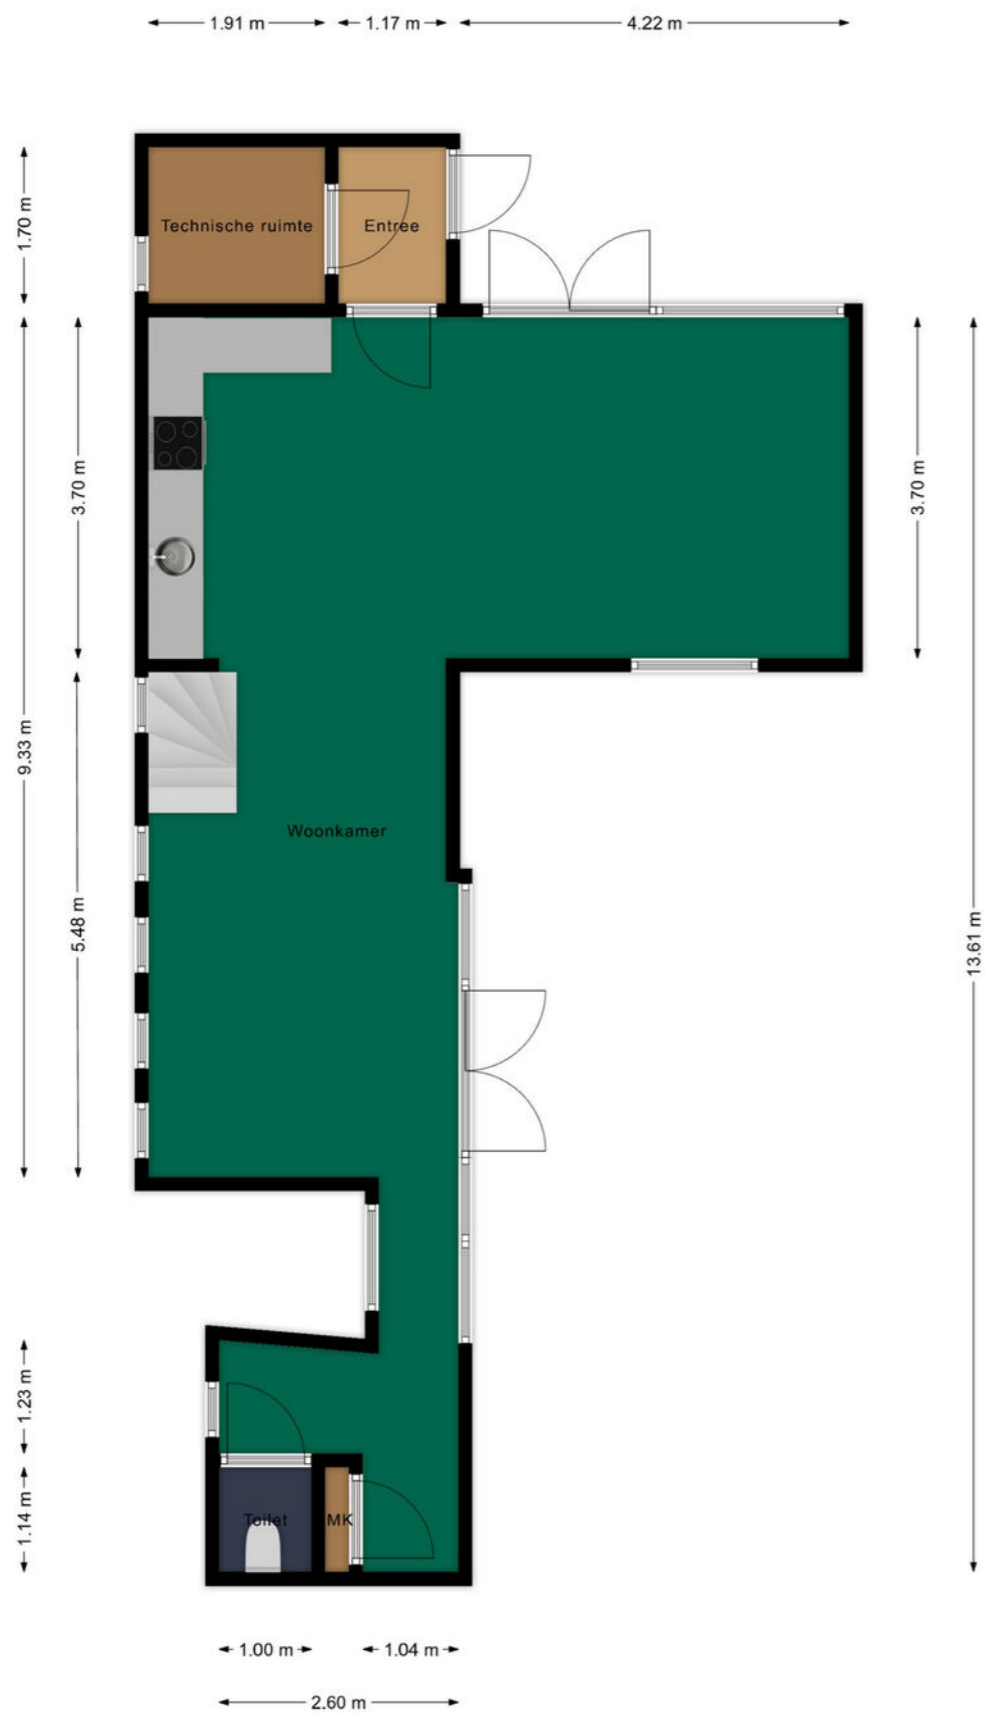 1.91 m
1.17 m
4.22 m
1.70 m
Technische ruimte
Entree
3.70 m
3.70 m
9.33 m
Woonkamer
5.48 m
13.61 m
1.23 m
1.14 m
Toilet
MK
1.00 m
1.04 m
2.60 m